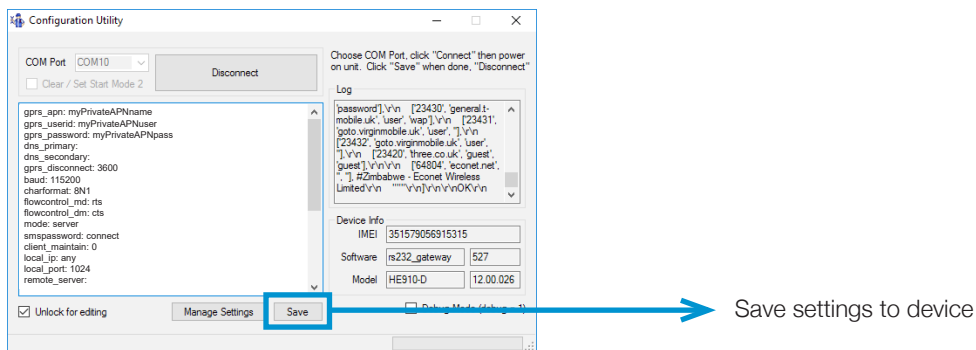 Configuration Utility
COM Port COM10
Clear / Set Start Mode 2
Disconnect
Choose COM Port, click "Connect" then power
on unit. Click "Save" when done, "Disconnect"
gprs_apn: myPrivateAPNname
gprs_userid: myPrivateAPNuser
gprs_password: myPrivateAPNpass
dns_primary:
dns_secondary:
gprs_disconnect: 3600
baud: 115200
charformat: 8N1
flowcontrol_md: rts
flowcontrol_dm: cts
mode: server
smspassword: connect
client_maintain: 0
local_ip: any
local_port: 1024
remote_server:
Log
'password'],\r\n ['23430', 'general.t-
mobile.uk', 'user', 'wap'],\r\n ['23431',
'goto.virginmobile.uk', 'user', ''],\r\n
['23432', 'goto.virginmobile.uk', 'user',
''],\r\n ['23420', 'three.co.uk', 'guest',
'guest'],\r\n\r\n ['64804', 'econet.net',
'', ''], #Zimbabwe - Econet Wireless
Limited\r\n """\r\n]\r\n\r\nOK\r\n
Device Info
IMEI 351579056915315
Software rs232_gateway 527
Model HE910-D 12.00.026
Unlock for editing
Manage Settings
Save
Debug Mode (debug = 1)
Save settings to device